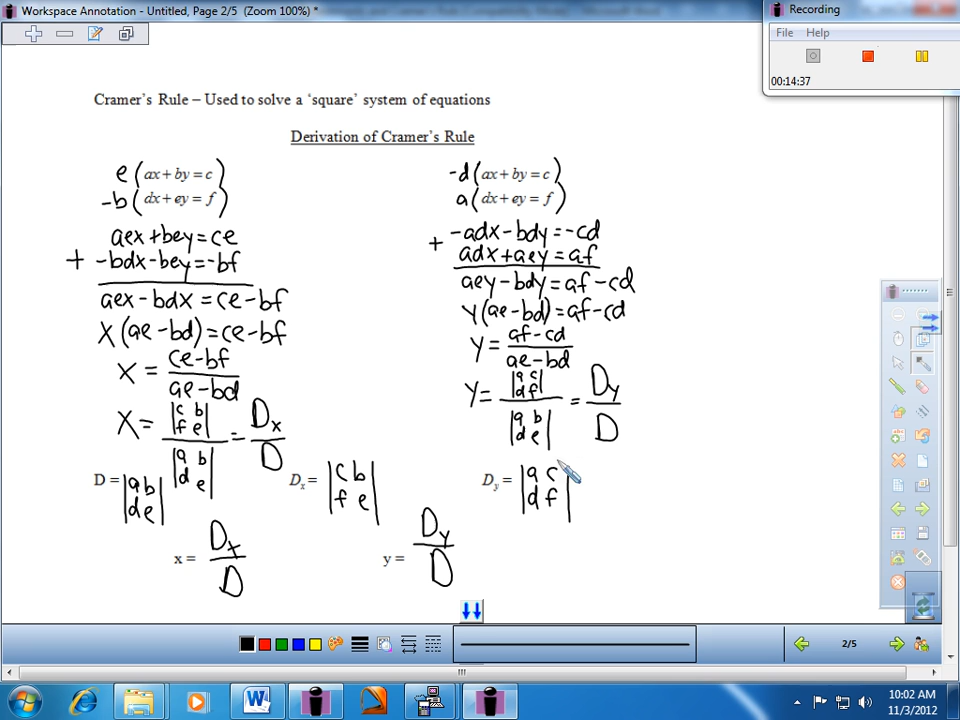 Workspace Annotation - Untitled, Page 2/5 (Zoom 100%) *
Recording
File Help
00:14:37
Cramer's Rule – Used to solve a 'square' system of equations
Derivation of Cramer's Rule
e(ax + by = c)
-b(dx + ey = f)
aex + bey = ce
+ -bdx - bey = -bf
aex - bdx = ce - bf
X(ae - bd) = ce - bf
X = ce - bf / ae - bd
X = |c b f e| / |a b d e| = Dx / D
-d(ax + by = c)
a(dx + ey = f)
-adx - bdy = -cd
+ adx + aey = af
aey - bdy = af - cd
Y(ae - bd) = af - cd
Y = af - cd / ae - bd
Y = |a c d f| / |a b d e| = Dy / D
D = |a b d e|
Dx = |c b f e|
Dy = |a c d f|
x = Dx / D
y = Dy / D
2/5
10:02 AM
11/3/2012